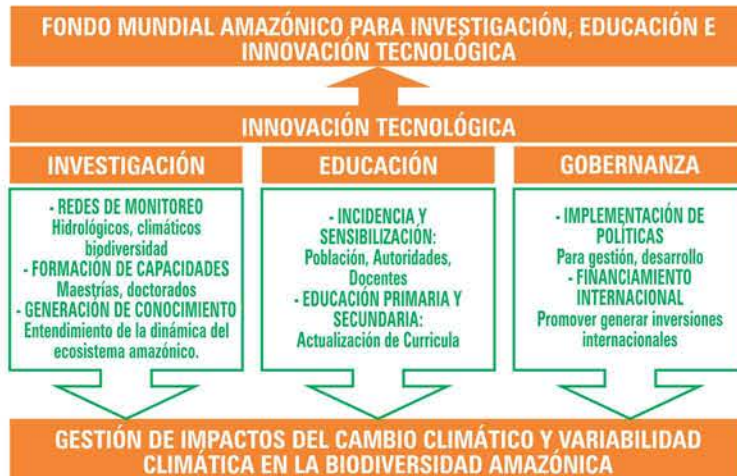 FONDO MUNDIAL AMAZÓNICO PARA INVESTIGACIÓN, EDUCACIÓN E
INNOVACIÓN TECNOLÓGICA
INNOVACIÓN TECNOLÓGICA
INVESTIGACIÓN
- REDES DE MONITOREO
Hidrológicos, climáticos
biodiversidad
- FORMACIÓN DE CAPACIDADES
Maestrías, doctorados
- GENERACIÓN DE CONOCIMIENTO
Entendimiento de la dinámica del
ecosistema amazónico.
EDUCACIÓN
- INCIDENCIA Y
SENSIBILIZACIÓN:
Población, Autoridades,
Docentes
- EDUCACIÓN PRIMARIA Y
SECUNDARIA:
Actualización de Curricula
GOBERNANZA
- IMPLEMENTACIÓN DE
POLÍTICAS
Para gestión, desarrollo
- FINANCIAMIENTO
INTERNACIONAL
Promover generar inversiones
internacionales
GESTIÓN DE IMPACTOS DEL CAMBIO CLIMÁTICO Y VARIABILIDAD
CLIMÁTICA EN LA BIODIVERSIDAD AMAZÓNICA